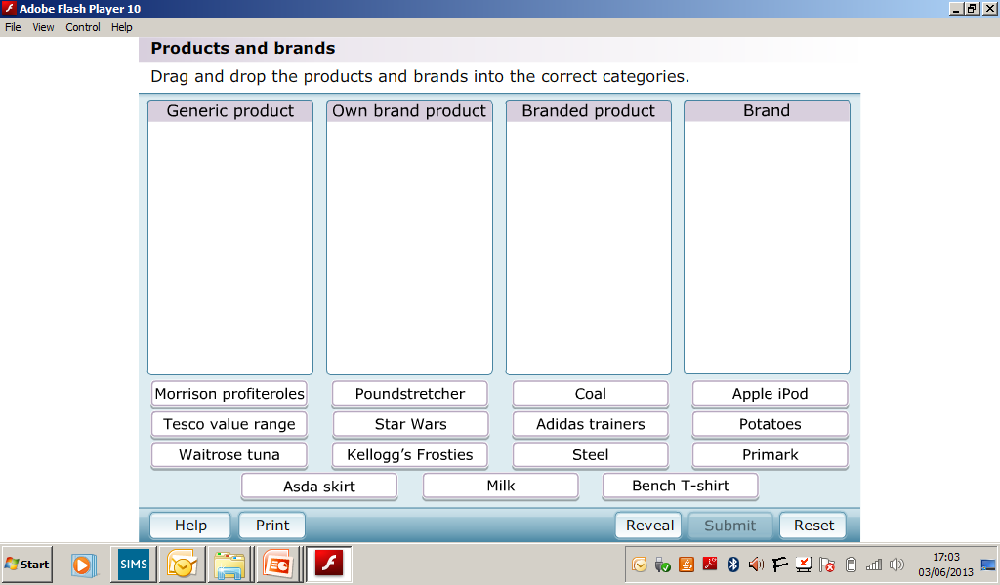 Adobe Flash Player 10
File View Control Help
Products and brands
Drag and drop the products and brands into the correct categories.
Generic product Own brand product Branded product Brand
Morrison profiteroles Poundstretcher Coal Apple iPod
Tesco value range Star Wars Adidas trainers Potatoes
Waitrose tuna Kellogg's Frosties Steel Primark
Asda skirt Milk Bench T-shirt
Help Print Reveal Submit Reset
Start SIMS 17:03
03/06/2013